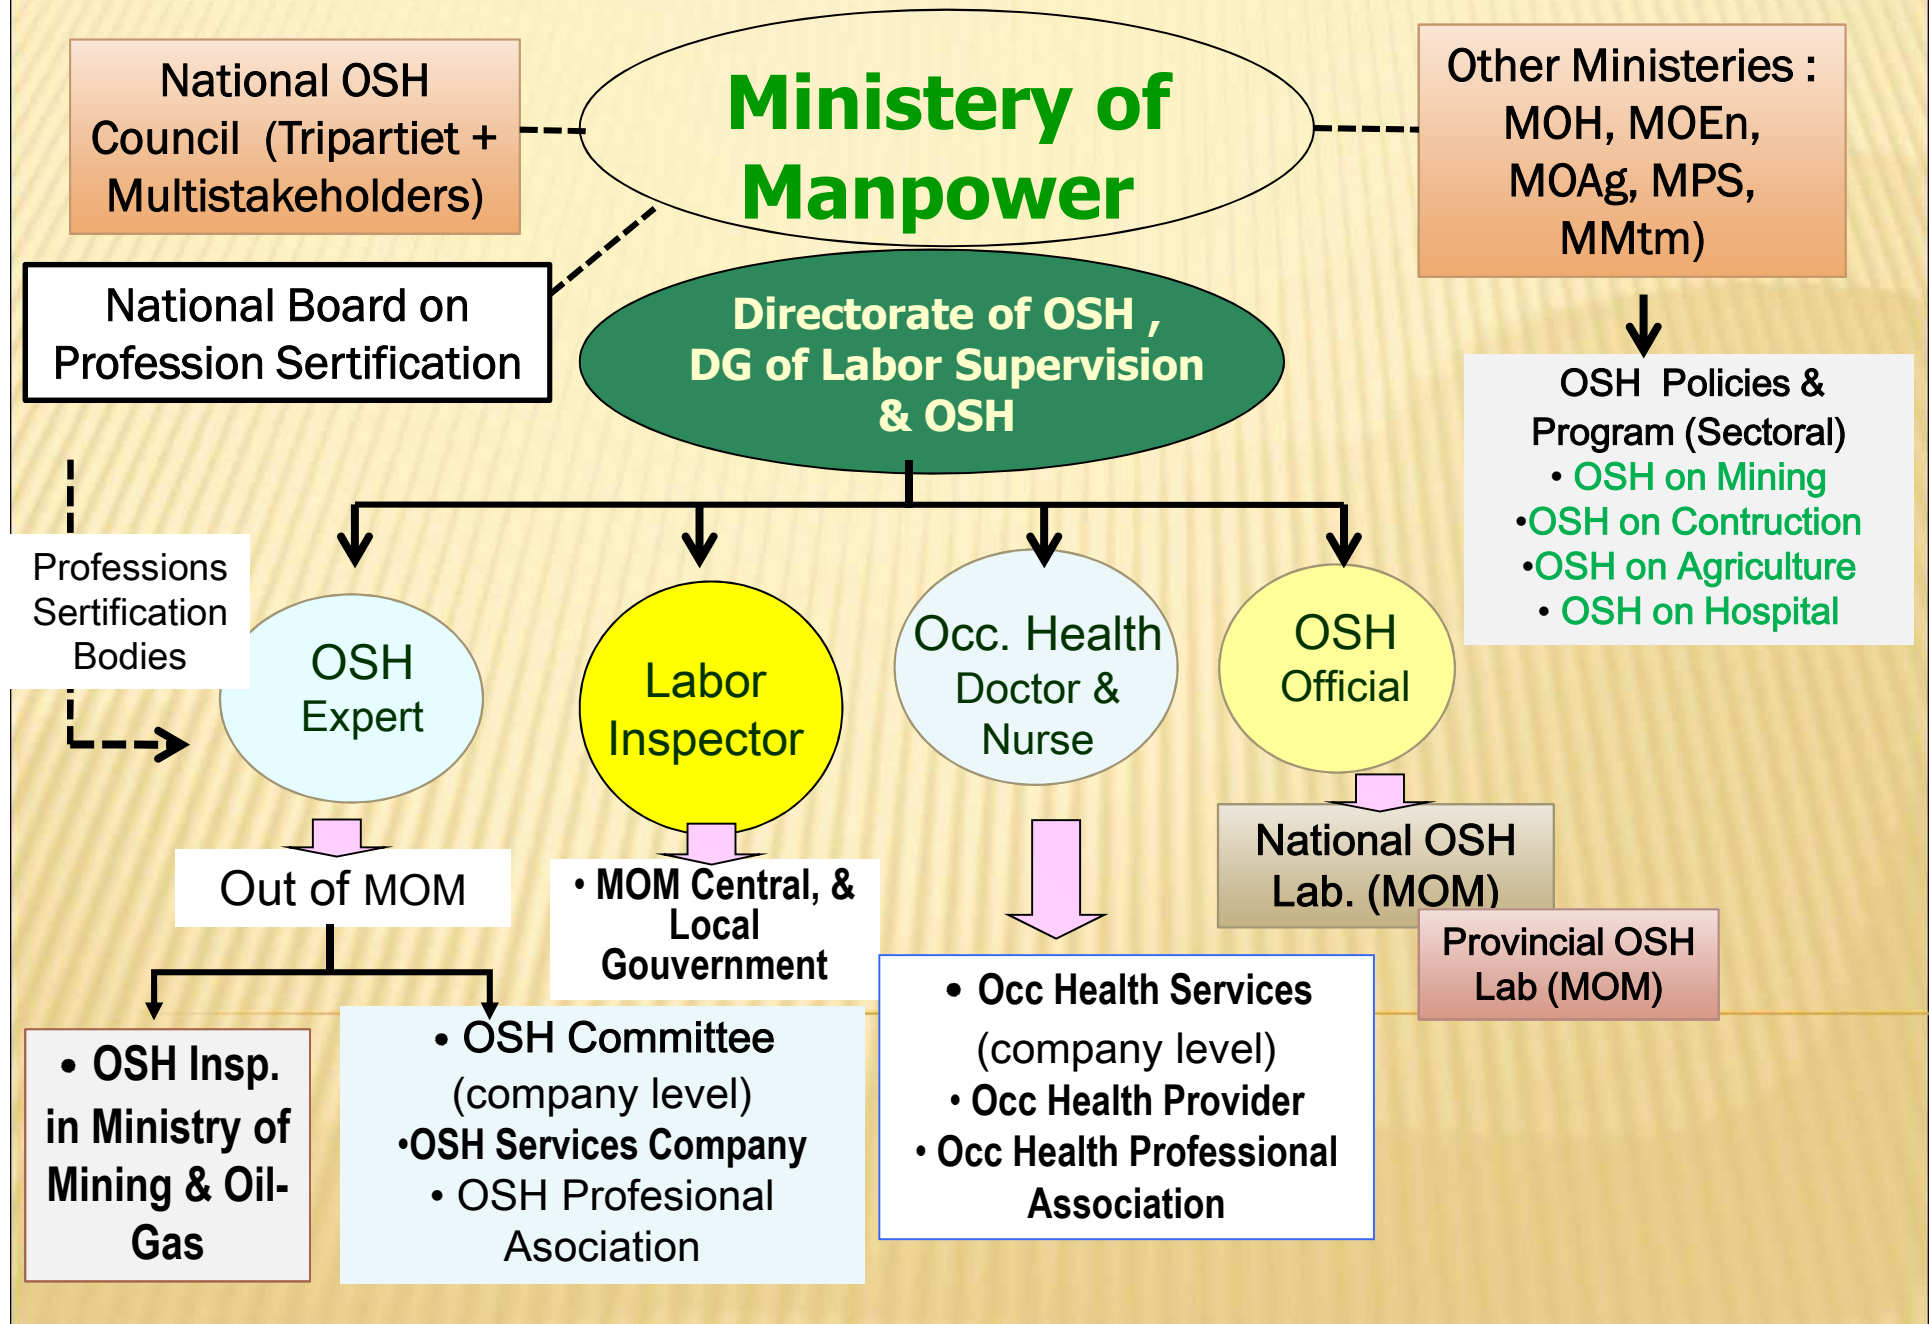 National OSH
Council (Tripartiet +
Multistakeholders)
Ministery of
Manpower
Other Ministeries :
MOH, MOEn,
MOAg, MPS,
MMtm)
National Board on
Profession Sertification
Directorate of OSH ,
DG of Labor Supervision
& OSH
OSH Policies &
Program (Sectoral)
• OSH on Mining
•OSH on Contruction
•OSH on Agriculture
• OSH on Hospital
Professions
Sertification
Bodies
OSH
Expert
Labor
Inspector
Occ. Health
Doctor &
Nurse
OSH
Official
Out of MOM
• MOM Central, &
Local
Gouvernment
National OSH
Lab. (MOM)
Provincial OSH
Lab (MOM)
• OSH Insp.
in Ministry of
Mining & Oil-
Gas
• OSH Committee
(company level)
•OSH Services Company
• OSH Profesional
Asociation
• Occ Health Services
(company level)
• Occ Health Provider
• Occ Health Professional
Association